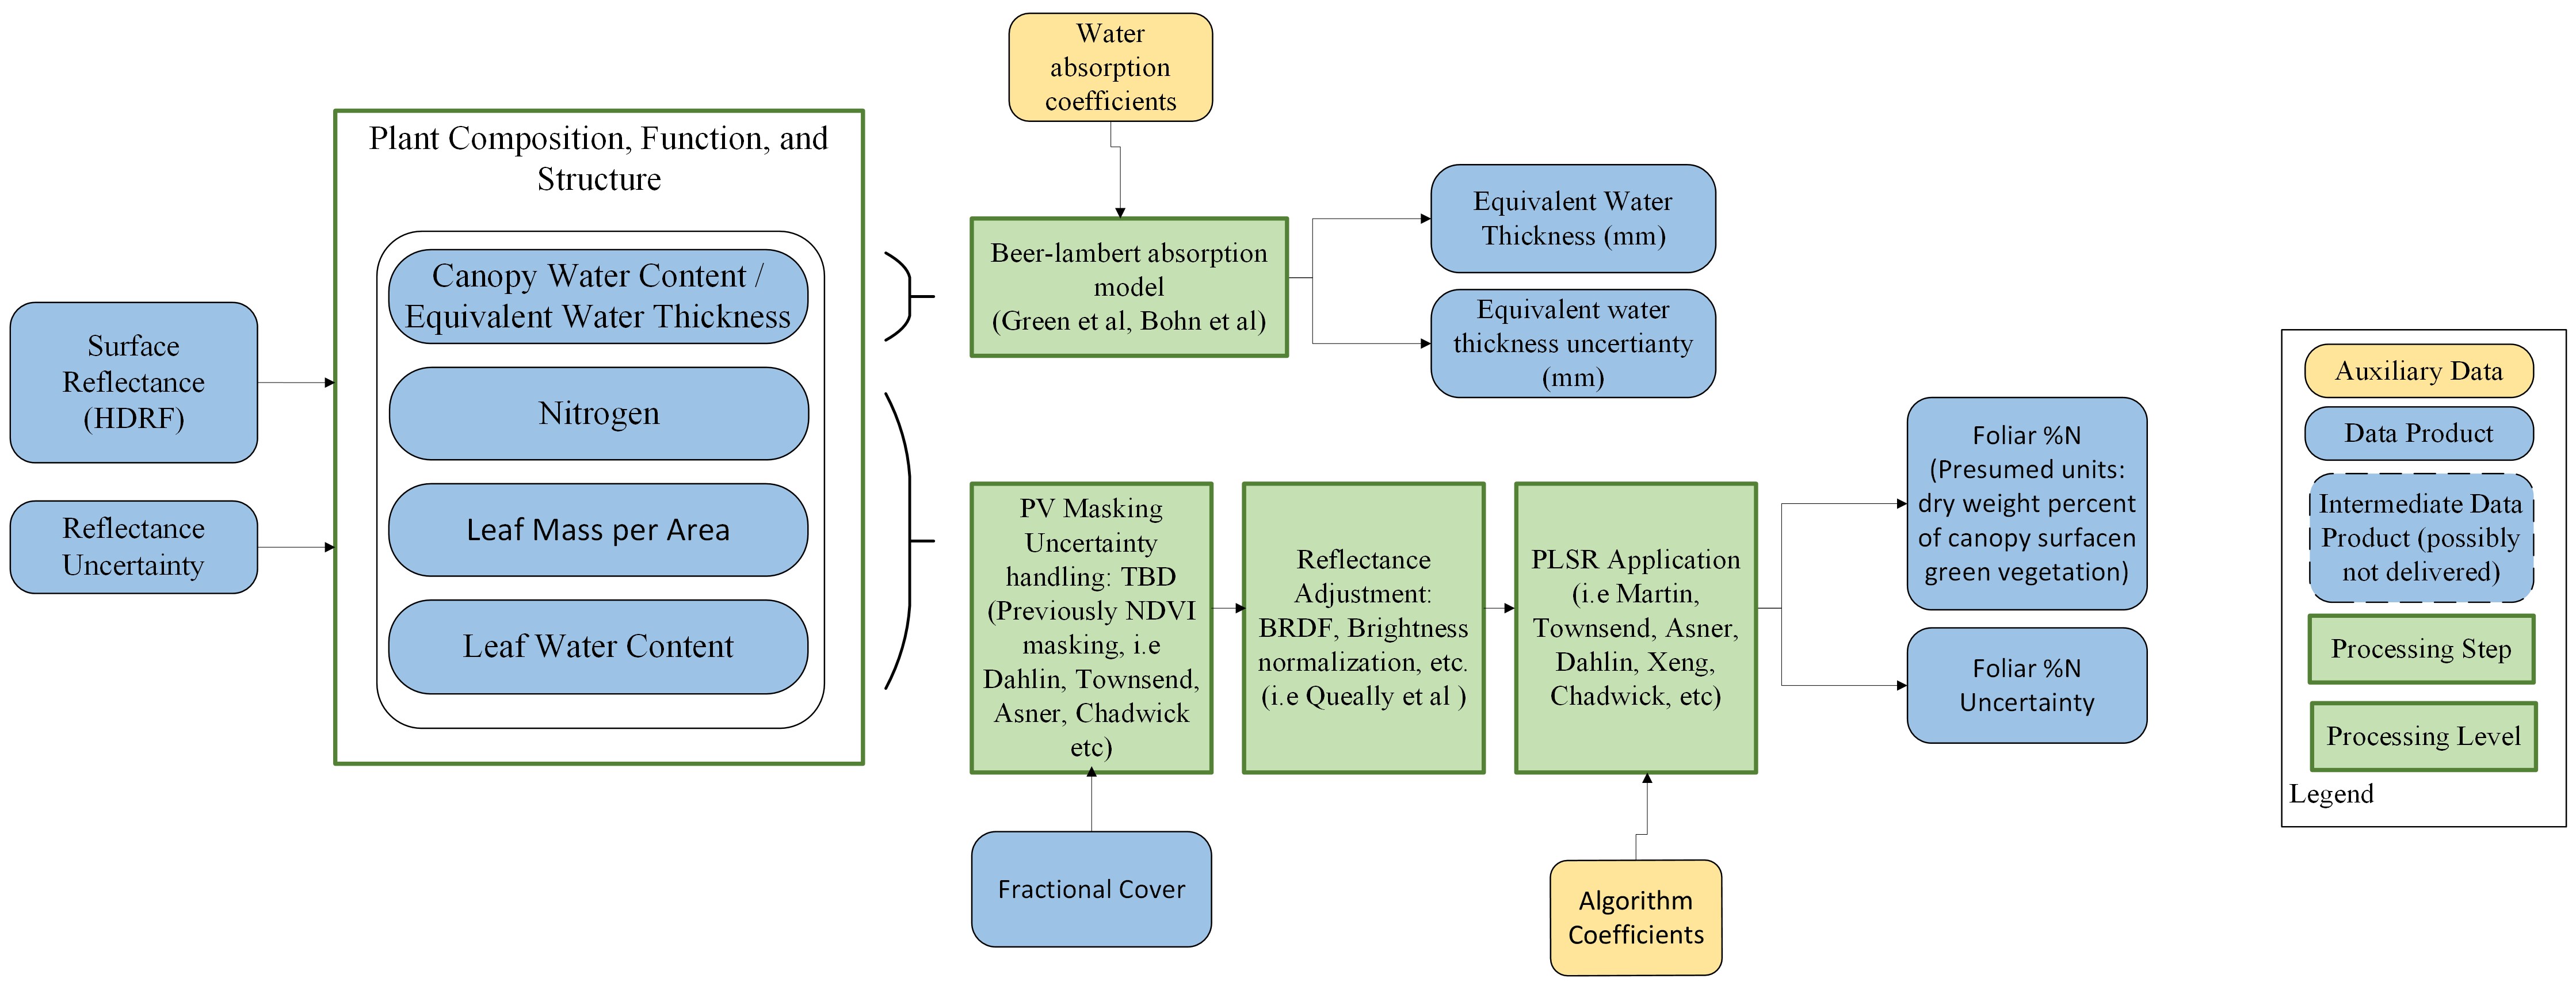 Water
absorption
coefficients
Plant Composition, Function, and
Structure
Canopy Water Content /
Equivalent Water Thickness
Nitrogen
Leaf Mass per Area
Leaf Water Content
Surface
Reflectance
(HDRF)
Reflectance
Uncertainty
Beer-lambert absorption
model
(Green et al, Bohn et al)
Equivalent Water
Thickness (mm)
Equivalent water
thickness uncertianty
(mm)
PV Masking
Uncertainty
handling: TBD
(Previously NDVI
masking, i.e
Dahlin, Townsend,
Asner, Chadwick
etc)
Reflectance
Adjustment:
BRDF, Brightness
normalization, etc.
(i.e Queally et al )
PLSR Application
(i.e Martin,
Townsend, Asner,
Dahlin, Xeng,
Chadwick, etc)
Foliar %N
(Presumed units:
dry weight percent
of canopy surfacen
green vegetation)
Foliar %N
Uncertainty
Fractional Cover
Algorithm
Coefficients
Auxiliary Data
Data Product
Intermediate Data
Product (possibly
not delivered)
Processing Step
Processing Level
Legend